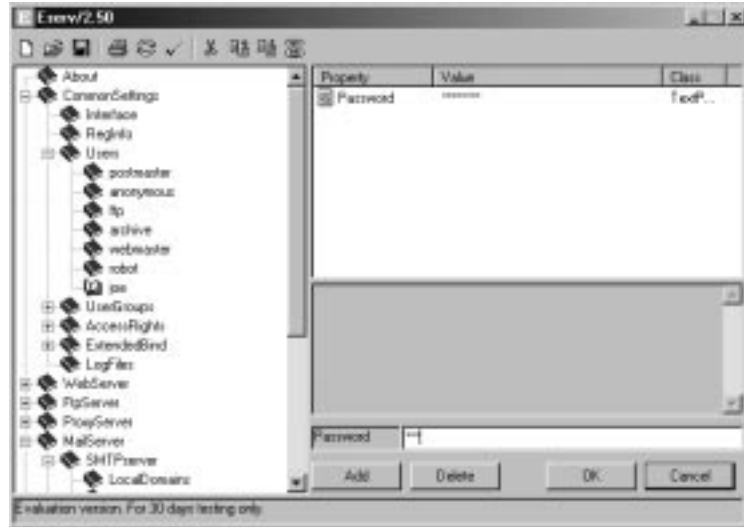 Eserv/2.50
About
CommonSettings
Interface
RegInfo
Users
postmaster
anonymous
ftp
archive
webmaster
robot
joe
UserGroups
AccessRights
ExtendedBind
LogFiles
WebServer
FtpServer
ProxyServer
MailServer
SMTPserver
LocalDomains
Property Value Class
Password ******* TextP...
Password ***
Add Delete OK Cancel
Evaluation version. For 30 days testing only.